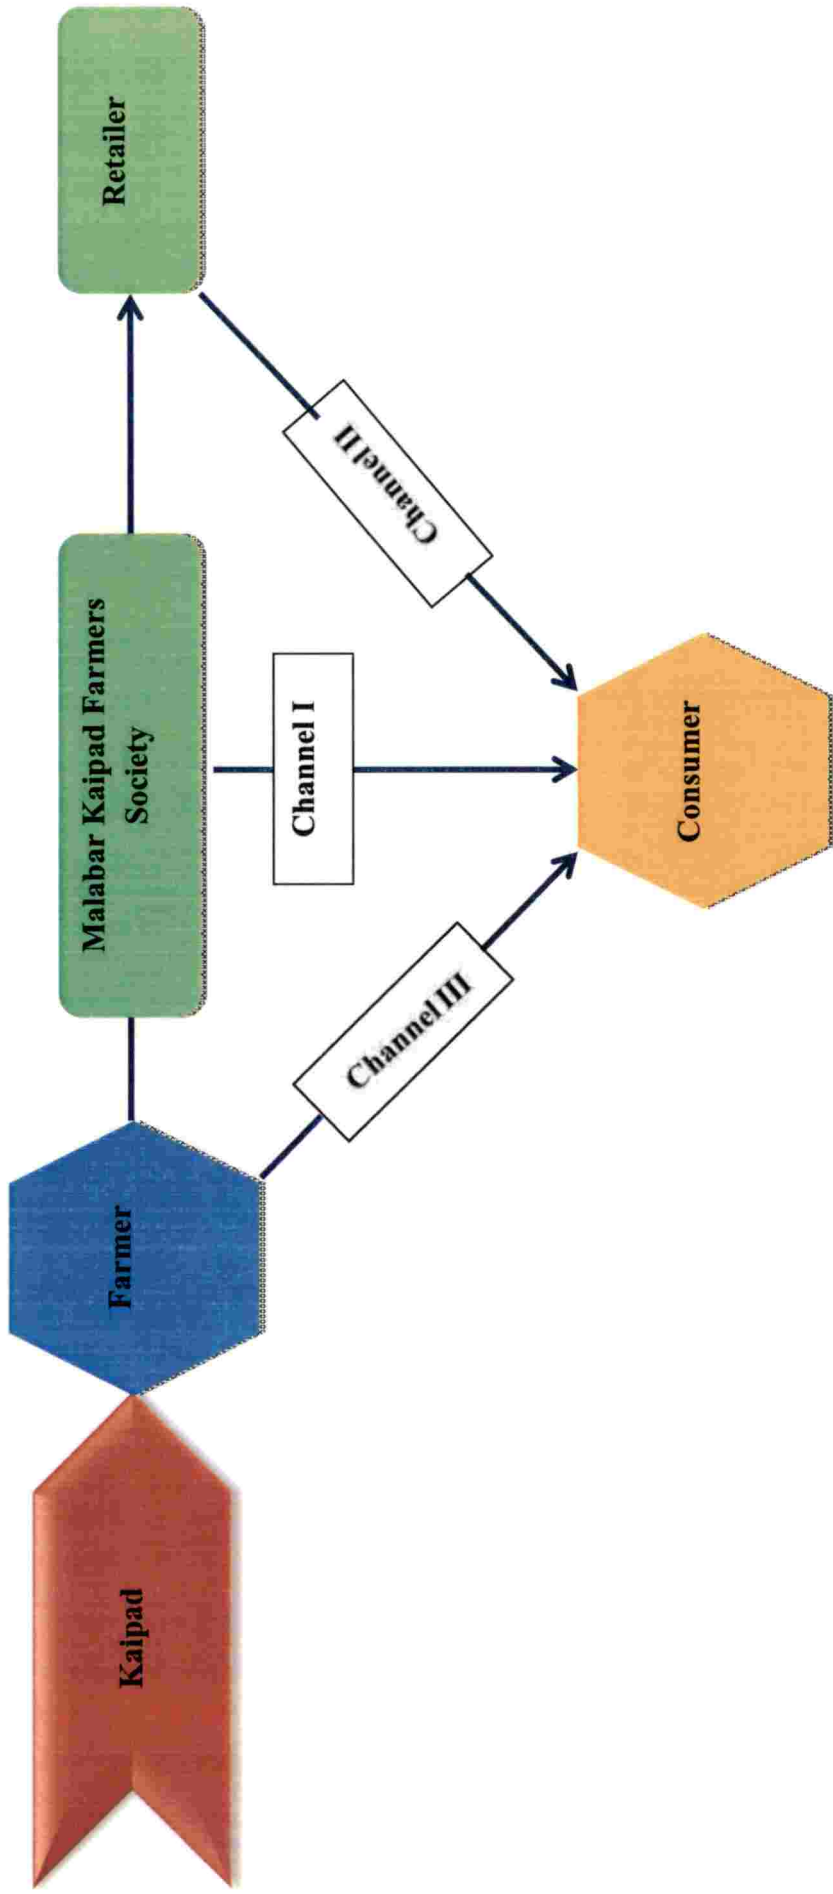 Kaipad
Farmer
Malabar Kaipad Farmers
Society
Retailer
Channel III
Channel I
Channel II
Consumer